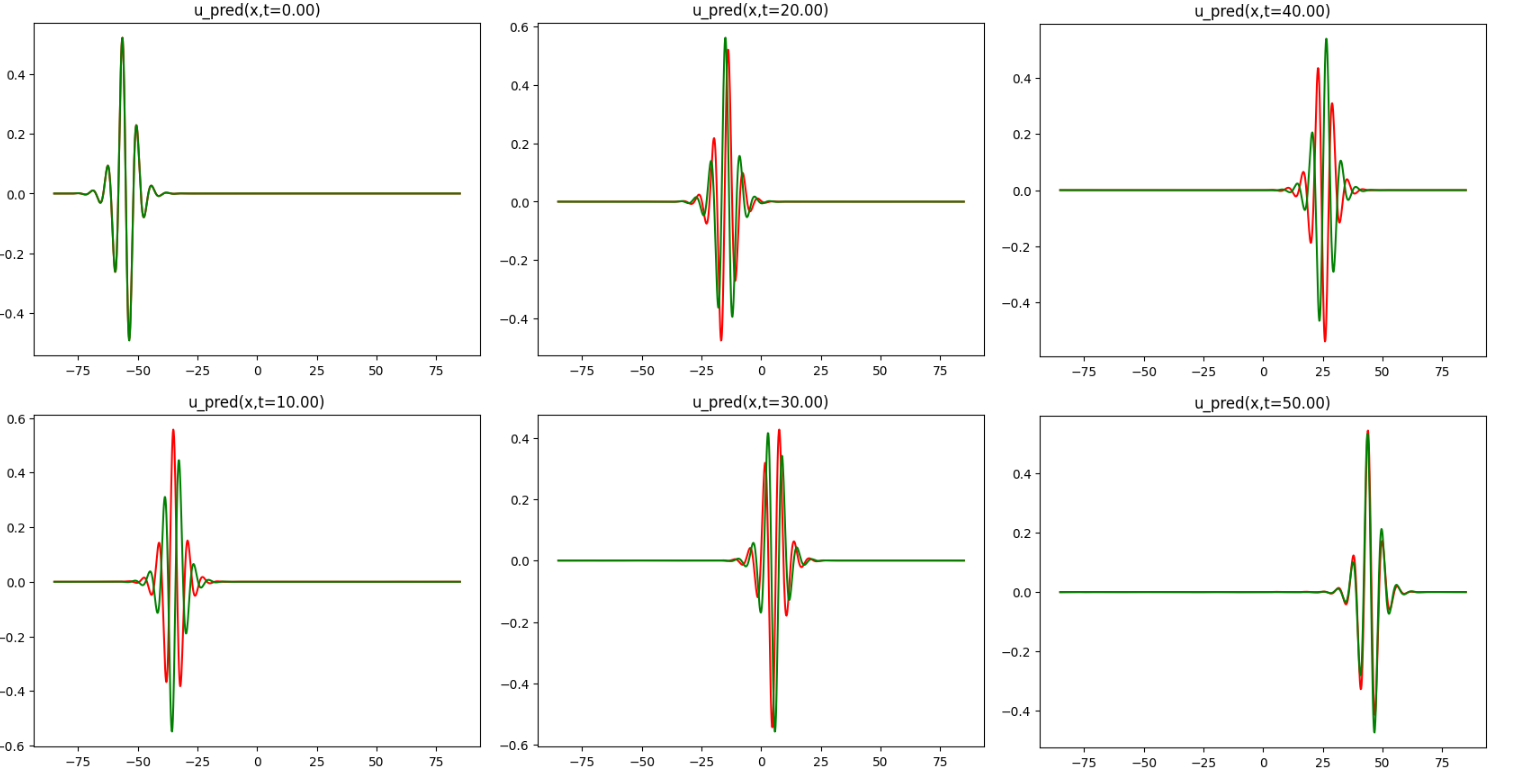 u_pred(x,t=0.00)
0.4
0.2
0.0
−0.2
−0.4
−75 −50 −25 0 25 50 75
u_pred(x,t=20.00)
0.6
0.4
0.2
0.0
−0.2
−0.4
−75 −50 −25 0 25 50 75
u_pred(x,t=40.00)
0.4
0.2
0.0
−0.2
−0.4
−75 −50 −25 0 25 50 75
u_pred(x,t=10.00)
0.6
0.4
0.2
0.0
−0.2
−0.4
−0.6
−75 −50 −25 0 25 50 75
u_pred(x,t=30.00)
0.4
0.2
0.0
−0.2
−0.4
−0.6
−75 −50 −25 0 25 50 75
u_pred(x,t=50.00)
0.4
0.2
0.0
−0.2
−0.4
−75 −50 −25 0 25 50 75